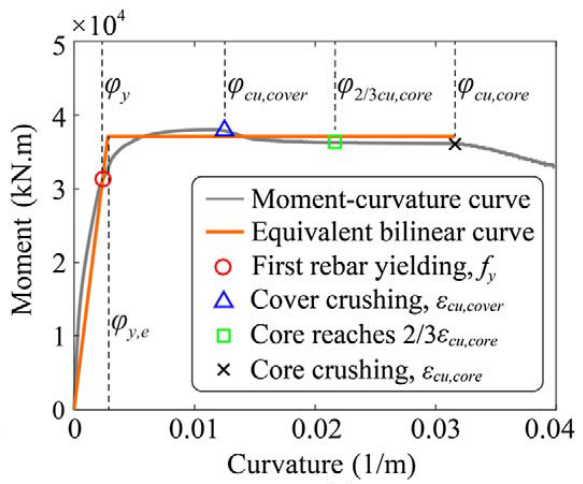 ×10⁴
5
4
3
2
1
0
Moment (kN.m)
φy
φcu,cover
φ2/3cu,core
φcu,core
φy,e
Moment-curvature curve
Equivalent bilinear curve
First rebar yielding, fy
Cover crushing, εcu,cover
Core reaches 2/3εcu,core
Core crushing, εcu,core
0 0.01 0.02 0.03 0.04
Curvature (1/m)